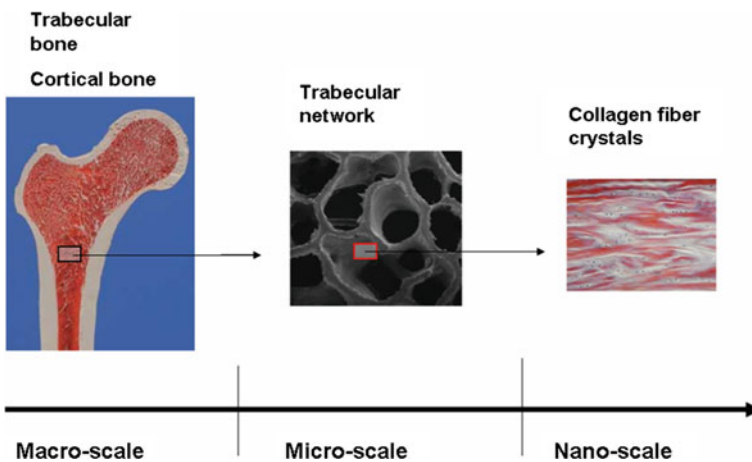 Trabecular
bone
Cortical bone
Trabecular
network
Collagen fiber
crystals
Macro-scale
Micro-scale
Nano-scale